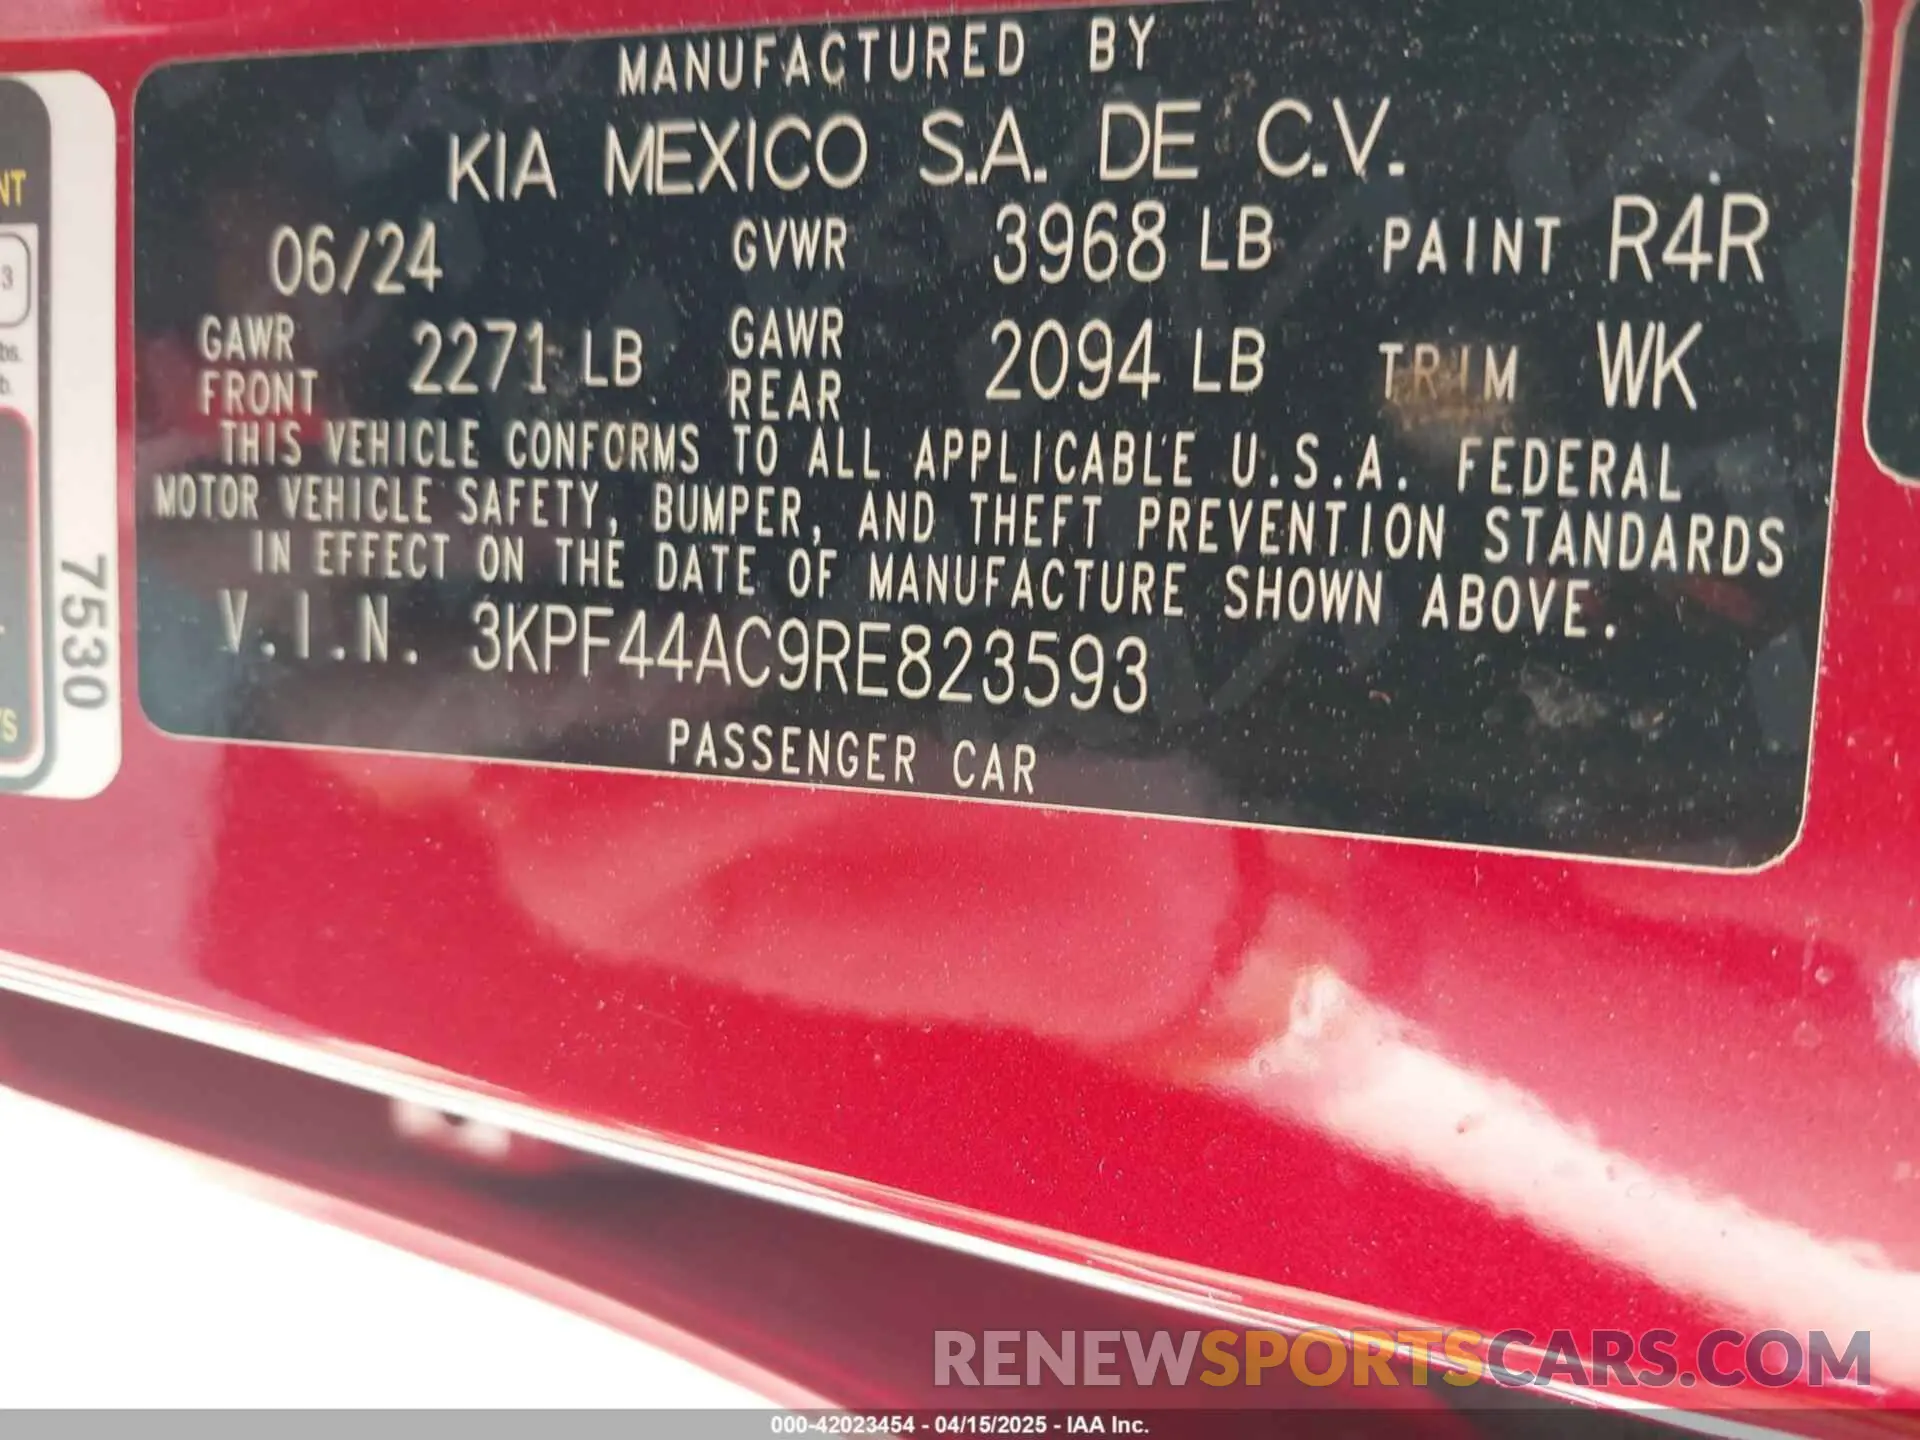 MANUFACTURED BY
KIA MEXICO S.A. DE C.V.
06/24 GVWR 3968 LB PAINT R4R
GAWR FRONT 2271 LB GAWR REAR 2094 LB TRIM WK
THIS VEHICLE CONFORMS TO ALL APPLICABLE U.S.A. FEDERAL
MOTOR VEHICLE SAFETY, BUMPER, AND THEFT PREVENTION STANDARDS
IN EFFECT ON THE DATE OF MANUFACTURE SHOWN ABOVE.
V.I.N. 3KPF44AC9RE823593
PASSENGER CAR
7530
RENEWSPORTSCARS.COM
000-42023454 - 04/15/2025 - IAA Inc.